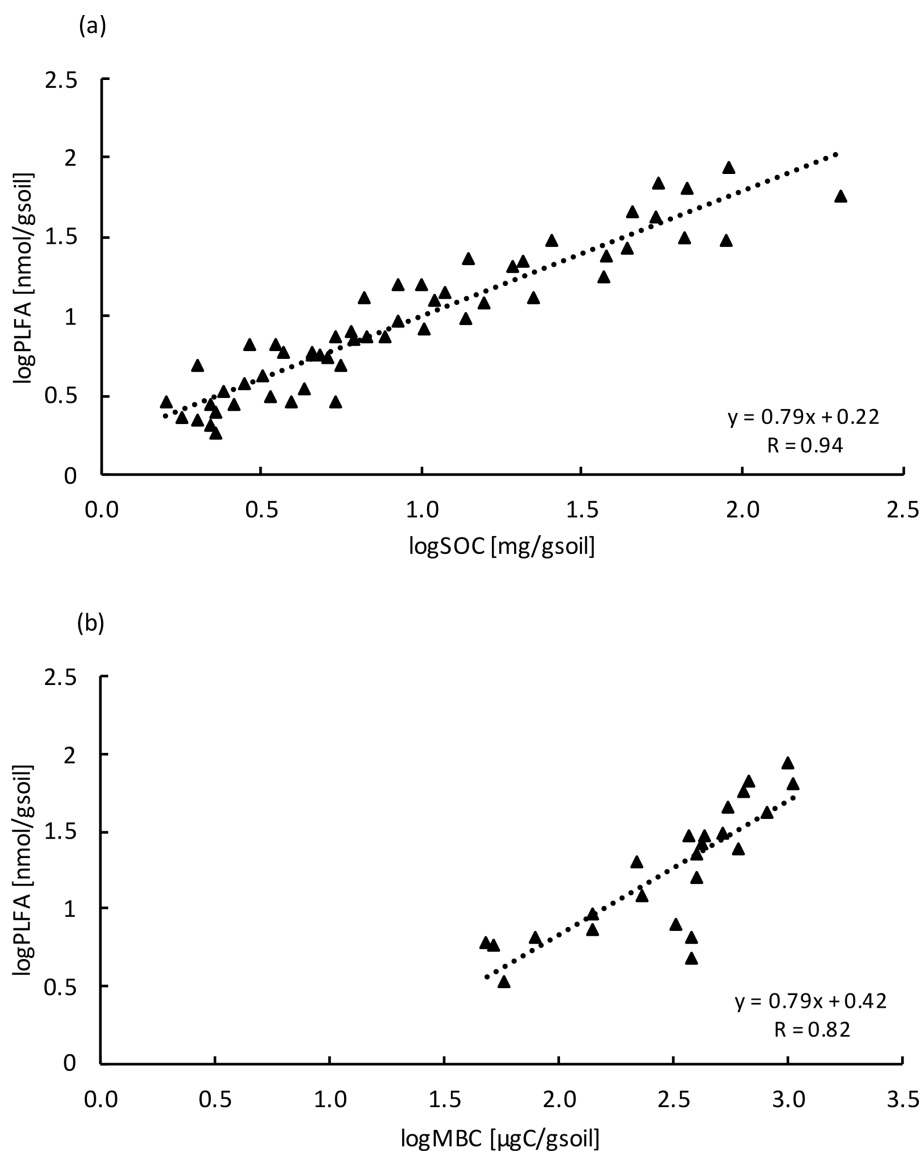 (a)
2.5
2
1.5
1
0.5
0
logPLFA [nmol/gsoil]
y = 0.79x + 0.22
R = 0.94
0.0 0.5 1.0 1.5 2.0 2.5
logSOC [mg/gsoil]
(b)
2.5
2
1.5
1
0.5
0
logPLFA [nmol/gsoil]
y = 0.79x + 0.42
R = 0.82
0.0 0.5 1.0 1.5 2.0 2.5 3.0 3.5
logMBC [µgC/gsoil]